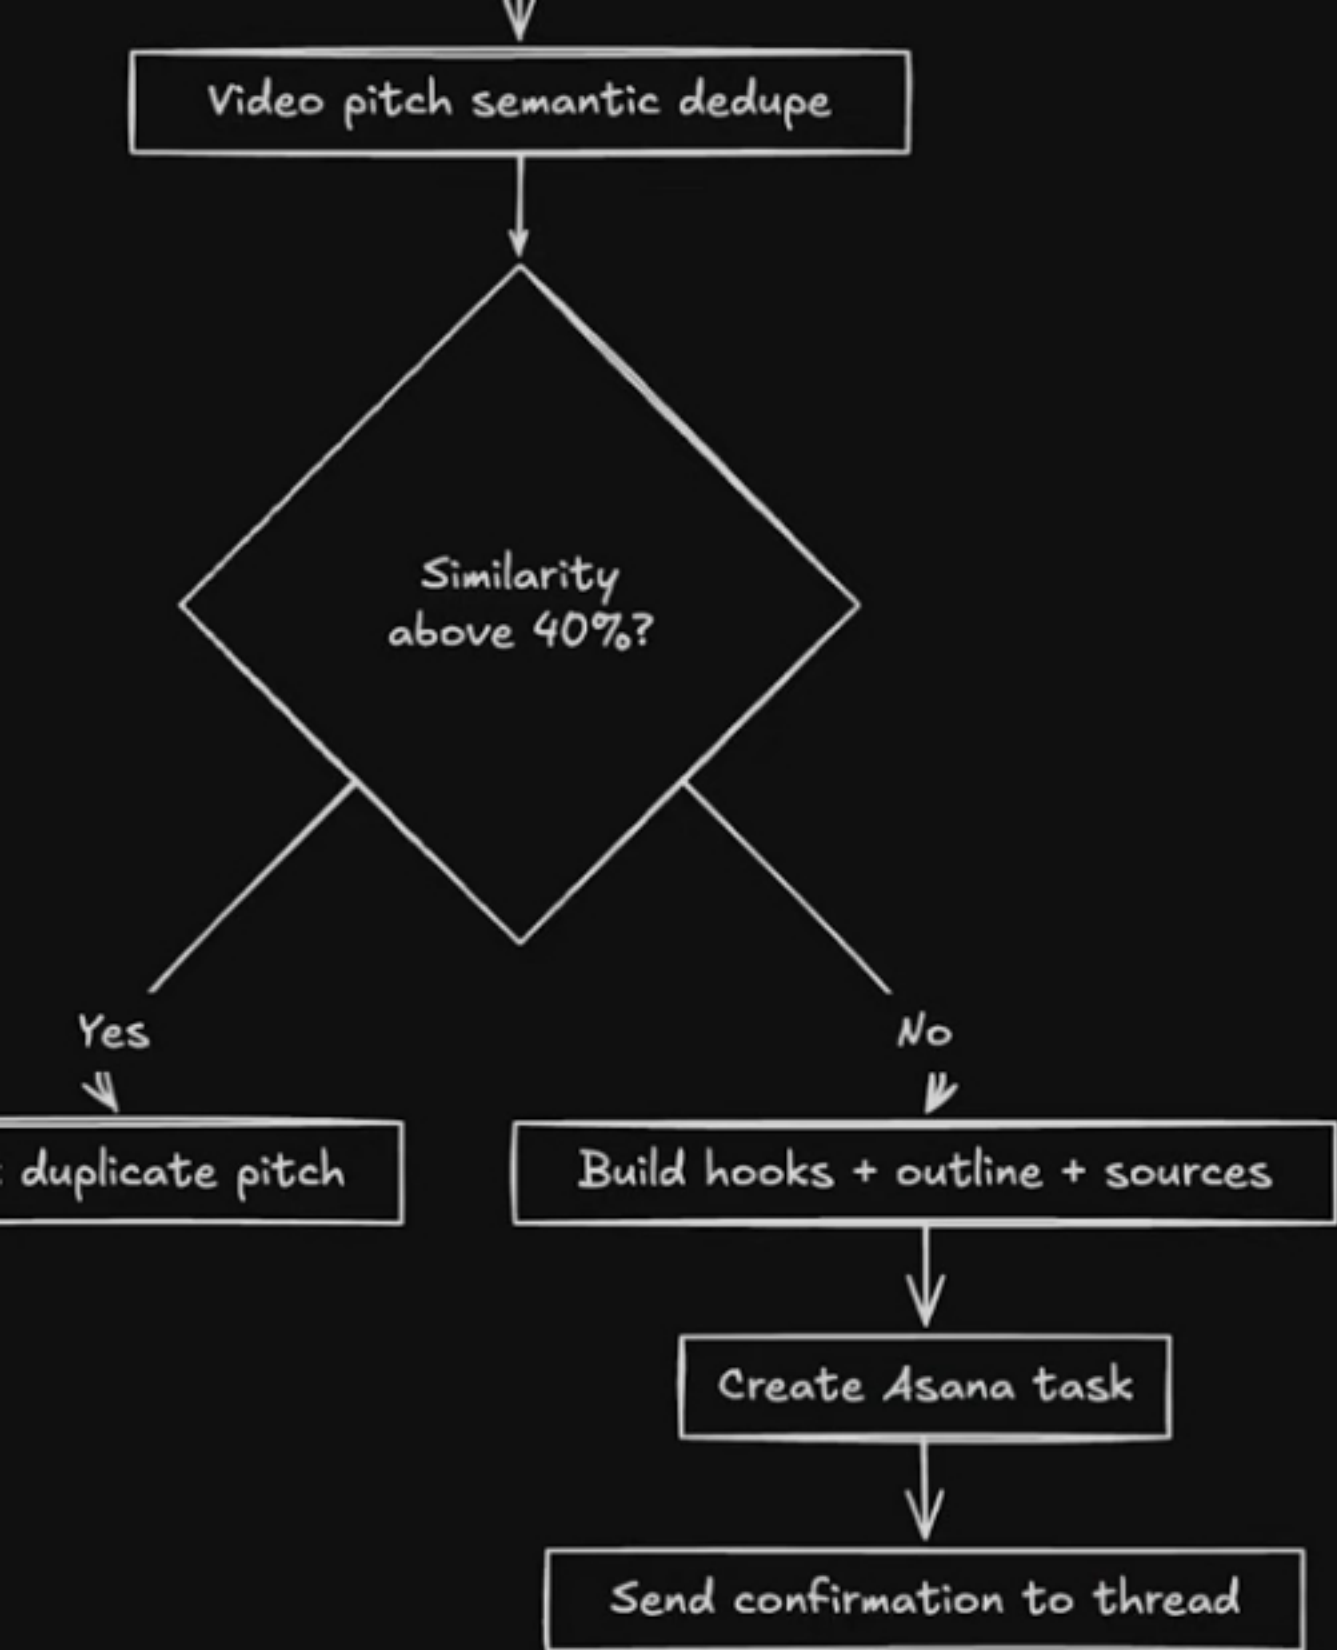 Video pitch semantic dedupe
Similarity
above 40%?
Yes
No
duplicate pitch
Build hooks + outline + sources
Create Asana task
Send confirmation to thread